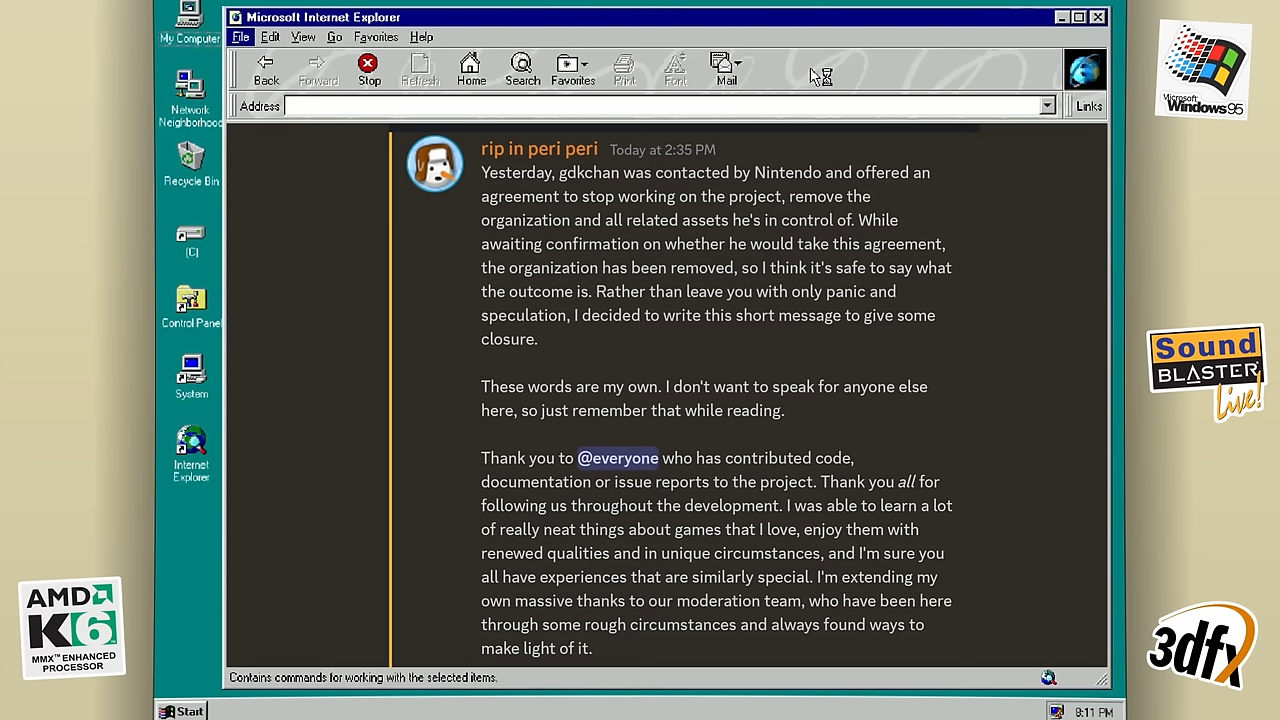 My Computer
Network
Neighborhood
Recycle Bin
(C)
Control Panel
System
Internet
Explorer
Microsoft Internet Explorer
File Edit View Go Favorites Help
Back Forward Stop Refresh Home Search Favorites Print Font Mail
Address
Links
rip in peri peri Today at 2:35 PM
Yesterday, gdkchan was contacted by Nintendo and offered an
agreement to stop working on the project, remove the
organization and all related assets he's in control of. While
awaiting confirmation on whether he would take this agreement,
the organization has been removed, so I think it's safe to say what
the outcome is. Rather than leave you with only panic and
speculation, I decided to write this short message to give some
closure.
These words are my own. I don't want to speak for anyone else
here, so just remember that while reading.
Thank you to @everyone who has contributed code,
documentation or issue reports to the project. Thank you all for
following us throughout the development. I was able to learn a lot
of really neat things about games that I love, enjoy them with
renewed qualities and in unique circumstances, and I'm sure you
all have experiences that are similarly special. I'm extending my
own massive thanks to our moderation team, who have been here
through some rough circumstances and always found ways to
make light of it.
Contains commands for working with the selected items.
Start
8:11 PM
Microsoft
Windows 95
Sound
BLASTER
Live!
AMD
K6
MMX™ ENHANCED
PROCESSOR
3dfx